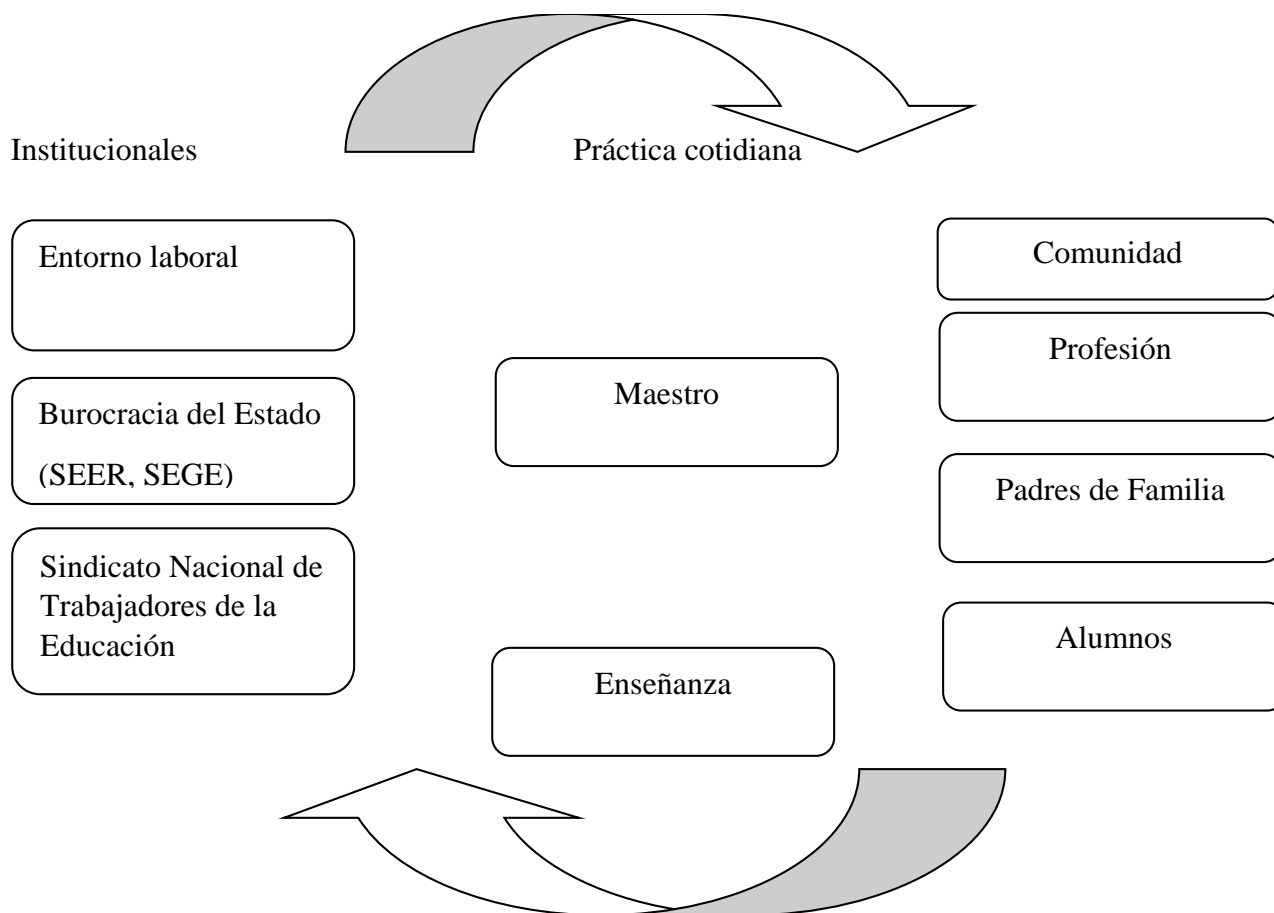 Institucionales
Práctica cotidiana
Entorno laboral
Burocracia del Estado
(SEER, SEGE)
Sindicato Nacional de
Trabajadores de la
Educación
Maestro
Enseñanza
Comunidad
Profesión
Padres de Familia
Alumnos